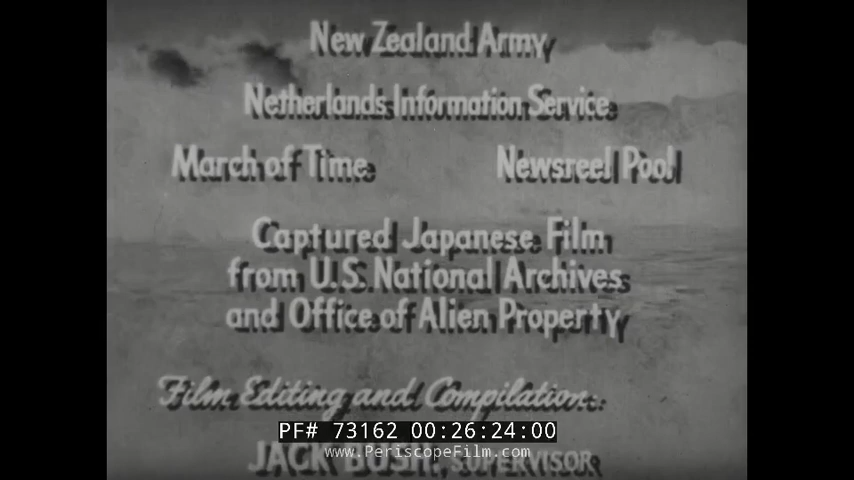 New Zealand Army
Netherlands Information Service
March of Time Newsreel Pool
Captured Japanese Film
from U.S. National Archives
and Office of Alien Property
Film Editing and Compilation:
PF# 73162 00:26:24:00
JACK BUSH, SUPERVISOR
www.PeriscopeFilm.com